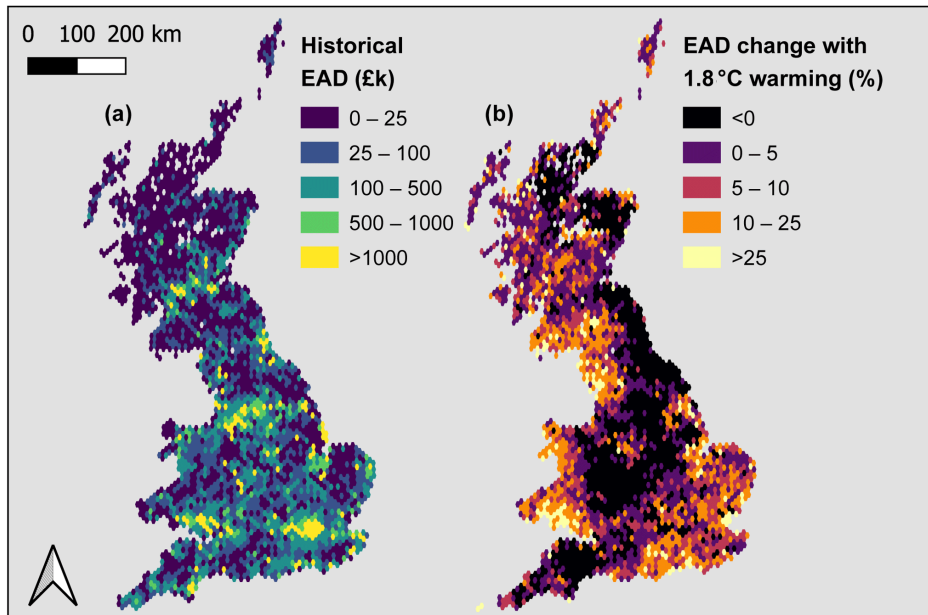 0 100 200 km
(a)
Historical
EAD (£k)
0 – 25
25 – 100
100 – 500
500 – 1000
>1000
(b)
EAD change with
1.8°C warming (%)
<0
0 – 5
5 – 10
10 – 25
>25